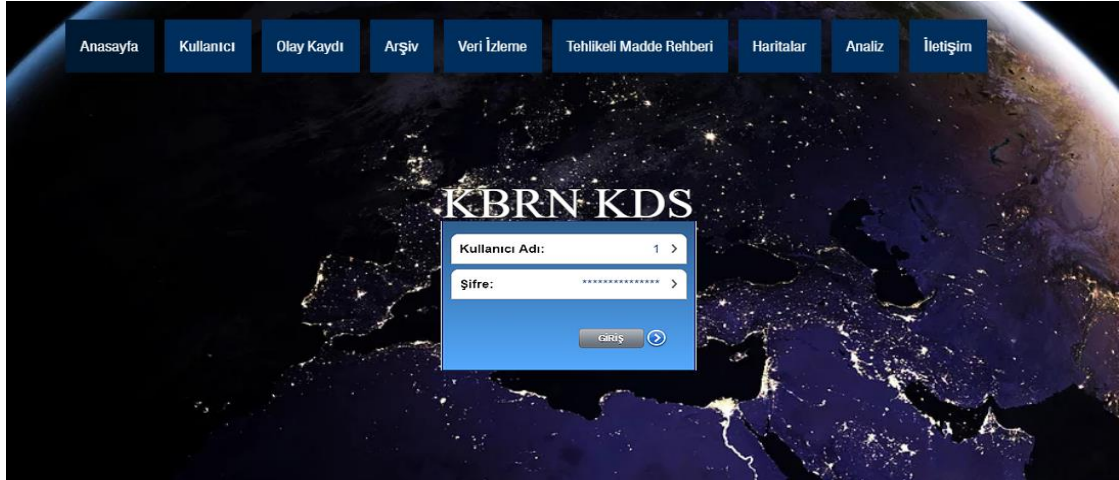 Anasayfa Kullanıcı Olay Kaydı Arşiv Veri İzleme Tehlikeli Madde Rehberi Haritalar Analiz İletişim
KBRN KDS
Kullanıcı Adı: 1
Şifre: ***************
GİRİŞ